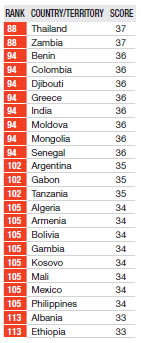 RANK COUNTRY/TERRITORY SCORE
88 Thailand 37
88 Zambia 37
94 Benin 36
94 Colombia 36
94 Djibouti 36
94 Greece 36
94 India 36
94 Moldova 36
94 Mongolia 36
94 Senegal 36
102 Argentina 35
102 Gabon 35
102 Tanzania 35
105 Algeria 34
105 Armenia 34
105 Bolivia 34
105 Gambia 34
105 Kosovo 34
105 Mali 34
105 Mexico 34
105 Philippines 34
113 Albania 33
113 Ethiopia 33